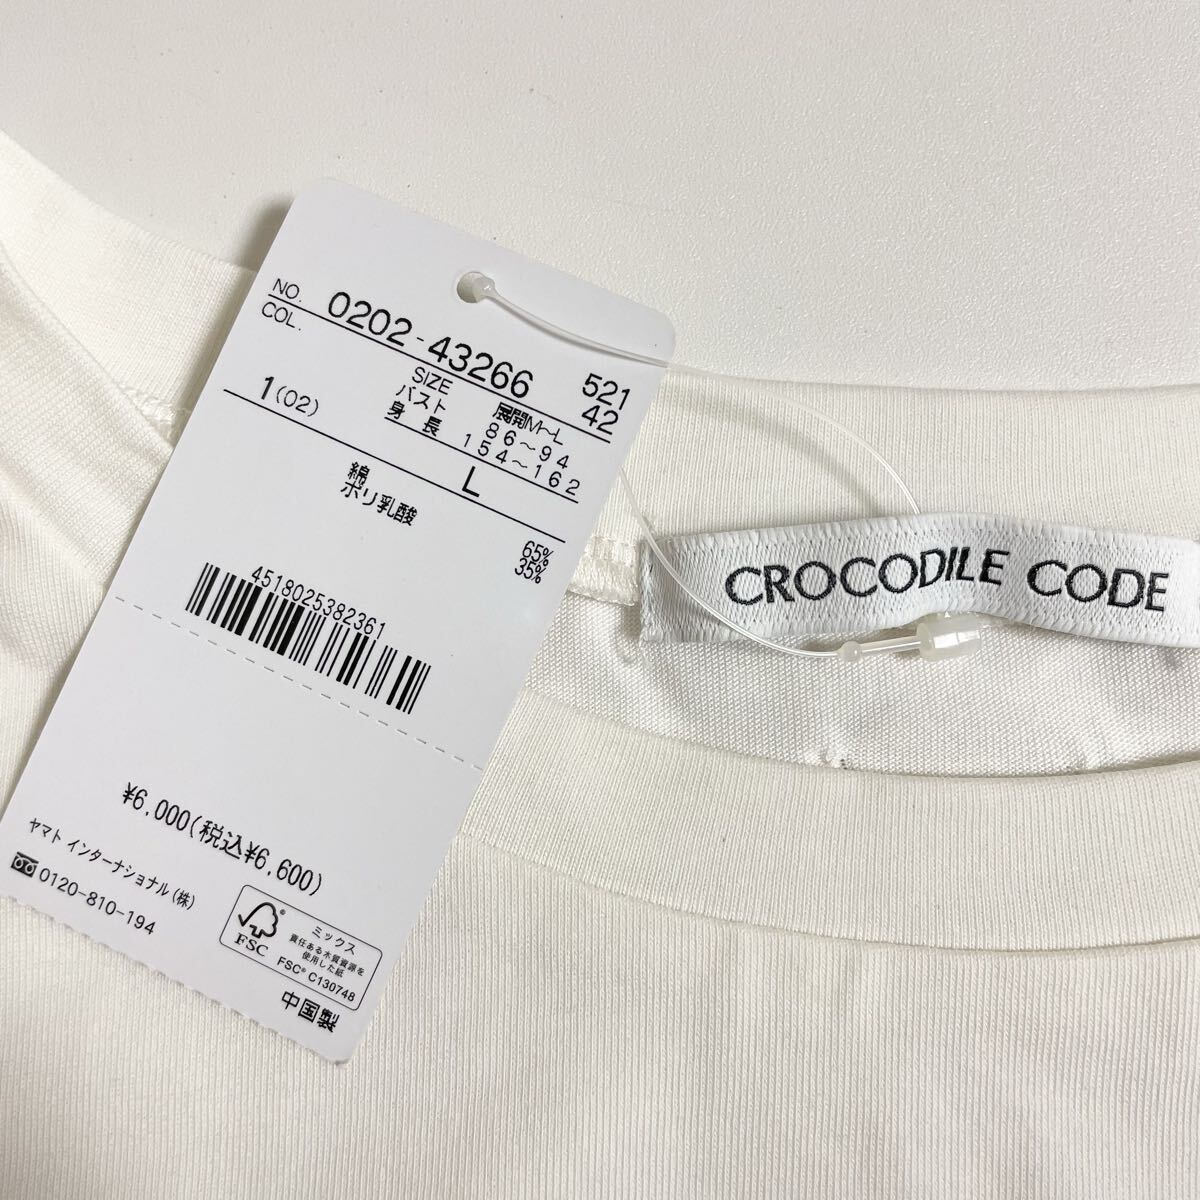 NO. 0202-43266 521
COL. 42
1(02)
SIZE 展開M~L
バスト 86~94
身長 154~162
L
綿 65%
ポリ乳酸 35%
4518025382361
¥6,000(税込¥6,600)
ヤマト インターナショナル(株)
0120-810-194
FSC
ミックス
責任ある木質資源を
使用した紙
FSC® C130748
中国製
CROCODILE CODE